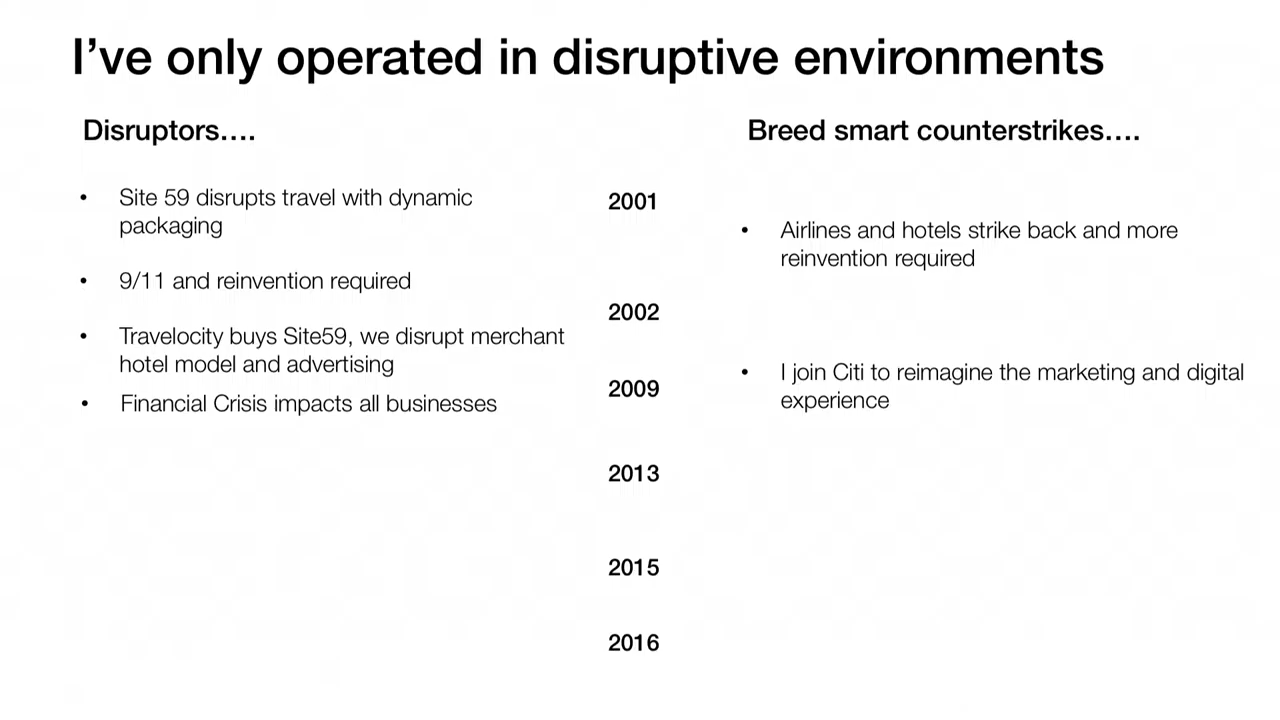 I've only operated in disruptive environments
Disruptors....
• Site 59 disrupts travel with dynamic
packaging
• 9/11 and reinvention required
• Travelocity buys Site59, we disrupt merchant
hotel model and advertising
• Financial Crisis impacts all businesses
2001
2002
2009
2013
2015
2016
Breed smart counterstrikes....
• Airlines and hotels strike back and more
reinvention required
• I join Citi to reimagine the marketing and digital
experience